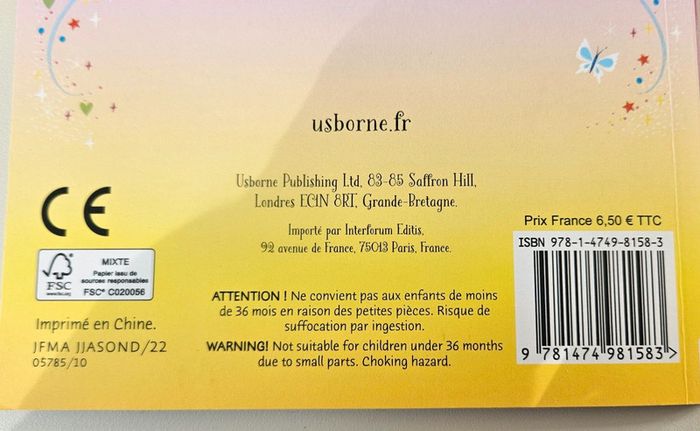 usborne.fr
Usborne Publishing Ltd, 83-85 Saffron Hill,
Londres EC1N 8RT, Grande-Bretagne.
Importé par Interforum Editis,
92 avenue de France, 75013 Paris, France.
CE
FSC
www.fsc.org
MIXTE
Papier issu de
sources responsables
FSC® C020056
Imprimé en Chine.
JFMA JJASOND/22
05785/10
ATTENTION ! Ne convient pas aux enfants de moins
de 36 mois en raison des petites pièces. Risque de
suffocation par ingestion.
WARNING! Not suitable for children under 36 months
due to small parts. Choking hazard.
Prix France 6,50 € TTC
ISBN 978-1-4749-8158-3
9 781474 981583 >